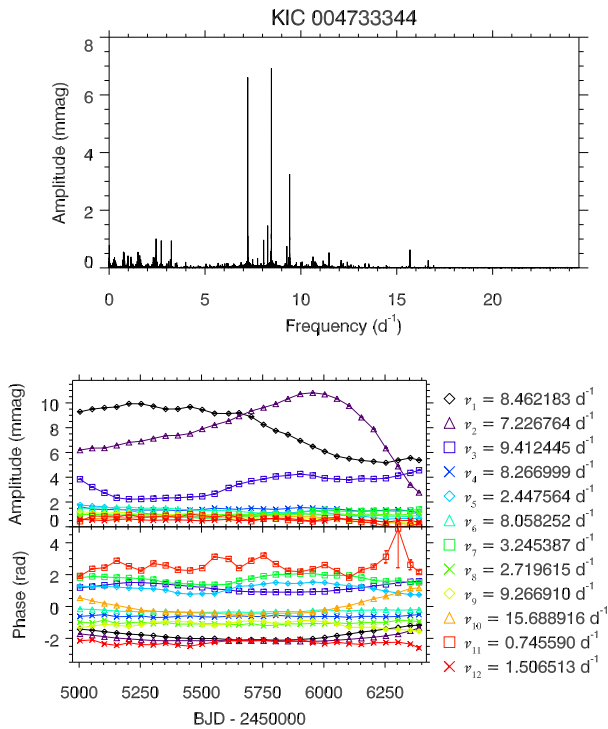 KIC 004733344
Amplitude (mmag)
8
6
4
2
0
0 5 10 15 20
Frequency (d⁻¹)
Amplitude (mmag)
10
8
6
4
2
0
Phase (rad)
4
2
0
-2
5000 5250 5500 5750 6000 6250
BJD - 2450000
ν₁ = 8.462183 d⁻¹
ν₂ = 7.226764 d⁻¹
ν₃ = 9.412445 d⁻¹
ν₄ = 8.266999 d⁻¹
ν₅ = 2.447564 d⁻¹
ν₆ = 8.058252 d⁻¹
ν₇ = 3.245387 d⁻¹
ν₈ = 2.719615 d⁻¹
ν₉ = 9.266910 d⁻¹
ν₁₀ = 15.688916 d⁻¹
ν₁₁ = 0.745590 d⁻¹
ν₁₂ = 1.506513 d⁻¹